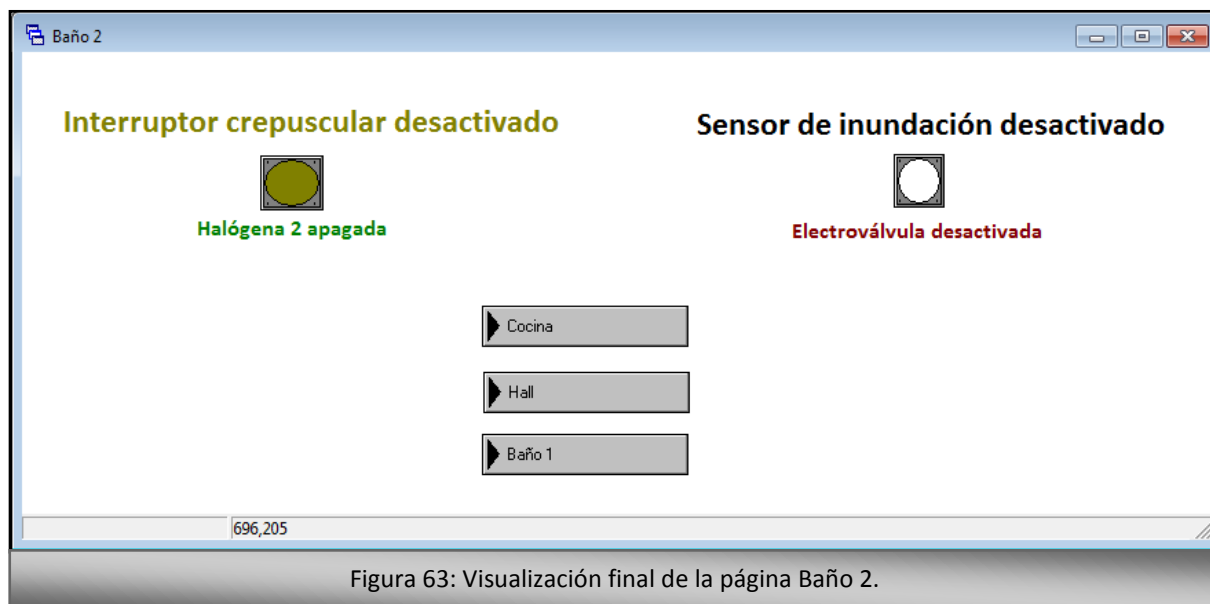 Baño 2
Interruptor crepuscular desactivado
Sensor de inundación desactivado
Halógena 2 apagada
Electroválvula desactivada
Cocina
Hall
Baño 1
696,205
Figura 63: Visualización final de la página Baño 2.